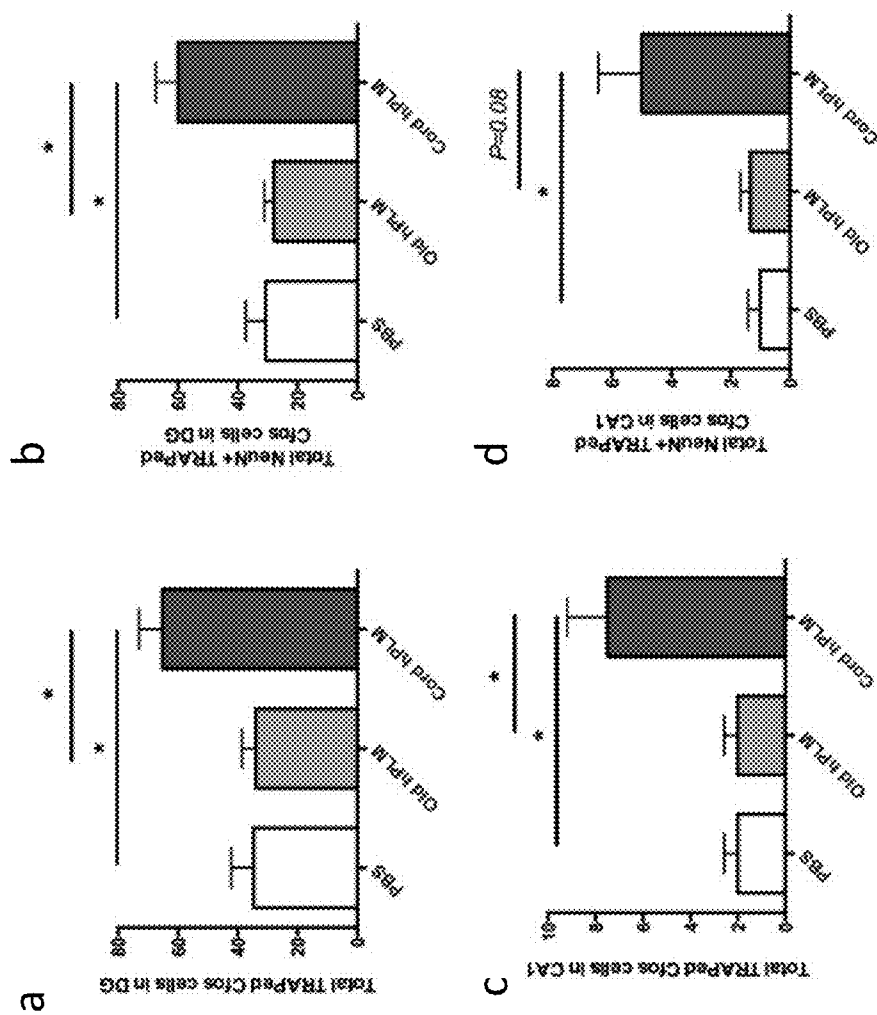 a
Total TRAPed Cfos cells in DG
80
60
40
20
0
PBS
Old hPLM
Cord hPLM
*
*
b
Total NeuN+ TRAPed
Cfos cells in DG
80
60
40
20
0
PBS
Old hPLM
Cord hPLM
*
*
c
Total TRAPed Cfos cells in CA1
10
8
6
4
2
0
PBS
Old hPLM
Cord hPLM
*
*
d
Total NeuN+ TRAPed
Cfos cells in CA1
8
6
4
2
0
PBS
Old hPLM
Cord hPLM
*
P=0.08